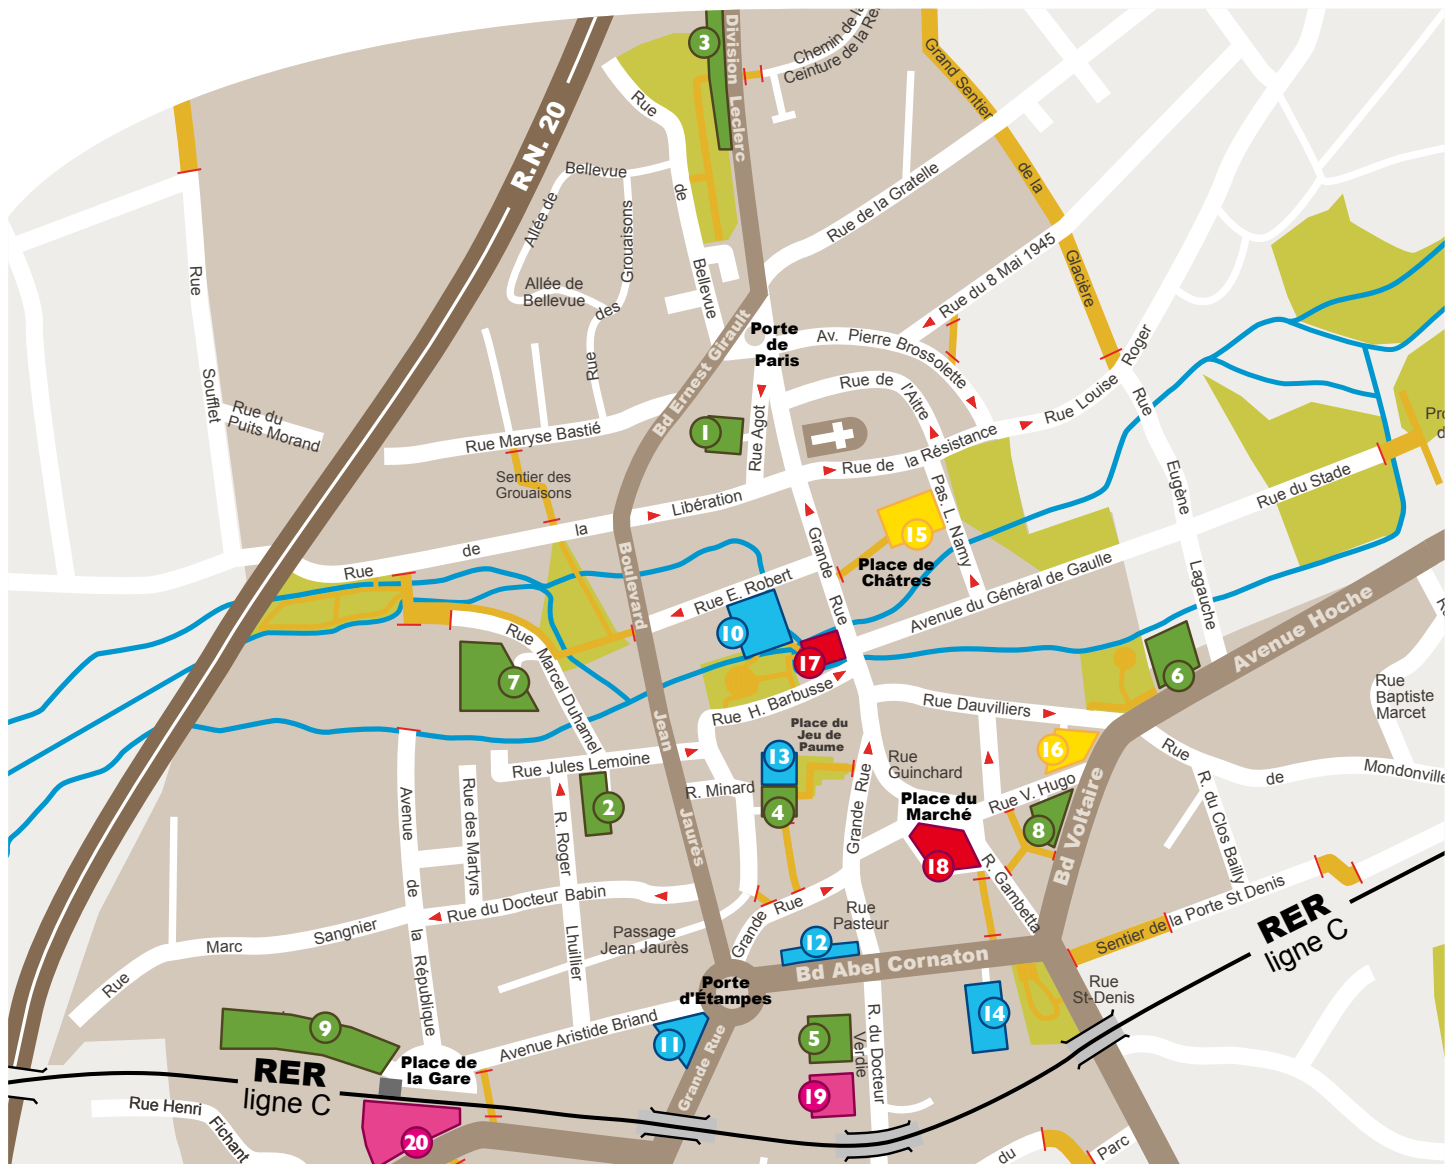 3
Division Leclerc
Chemin de la
Ceinture de la Re
Grand Sentier
de la
Glacière
R.N. 20
Rue
de
Bellevue
Bellevue
Allée de
Grouaisons
des
Rue
Allée de
Bellevue
Rue de la Gratelle
Rue du 8 Mai 1945
Rue
Soufflet
Rue du
Puits Morand
Bd Ernest Girault
Porte
de
Paris
Av. Pierre Brossolette
Rue de
l'Aitre
Rue Louise
Roger
Rue
Eugène
Lagauche
Pro
d
Rue Maryse Bastié
1
Rue Agot
Rue de la Résistance
Sentier des
Grouaisons
Rue du Stade
Rue
de
la
Libération
Grande
Rue
15
Pas. L. Namy
Place de
Châtres
Boulevard
Jean
Jaurès
Rue E. Robert
Avenue du Général de Gaulle
10
17
Avenue Hoche
Rue
Marcel Duhamel
7
6
Rue H. Barbusse
Rue Dauvilliers
Rue
Baptiste
Marcet
Place du
Jeu de
Paume
16
Rue
de
Mondonville
Rue Jules Lemoine
13
R. Minard
4
2
Rue
Guinchard
Grande Rue
Place du
Marché
Rue V. Hugo
8
Bd Voltaire
R. du Clos Bailly
Avenue
de
la
République
Rue des Martyrs
R. Roger
Lhuillier
18
R. Gambetta
Rue du Docteur Babin
Rue
Marc
Sangnier
Passage
Jean Jaurès
Grande
Rue
Rue
Pasteur
12
Bd Abel Cornaton
Sentier de la Porte St Denis
RER
ligne C
Rue
St-Denis
Porte
d'Étampes
14
9
Avenue Aristide Briand
11
5
R. du Docteur
Verdie
Place de
la Gare
RER
ligne C
Grande Rue
19
Rue Henri
Fichant
20
du
Parc